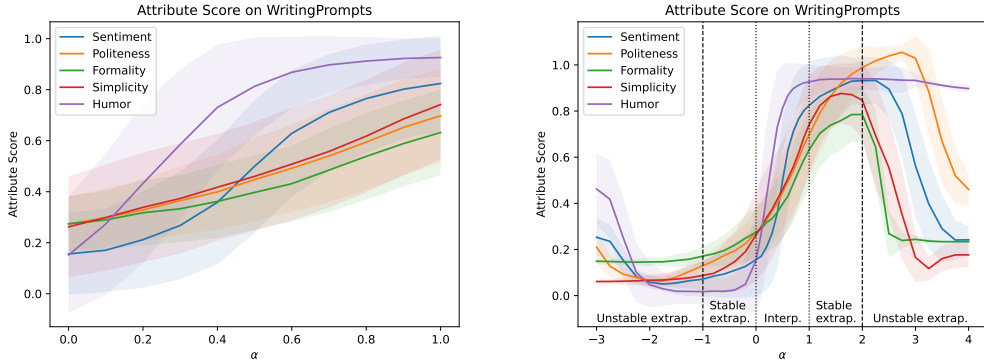 Attribute Score on WritingPrompts
Attribute Score
1.0
0.8
0.6
0.4
0.2
0.0
Sentiment
Politeness
Formality
Simplicity
Humor
0.0 0.2 0.4 0.6 0.8 1.0
α
Attribute Score on WritingPrompts
Attribute Score
1.0
0.8
0.6
0.4
0.2
0.0
Sentiment
Politeness
Formality
Simplicity
Humor
Unstable extrap.
Stable
extrap.
Interp.
Stable
extrap.
Unstable extrap.
−3 −2 −1 0 1 2 3 4
α